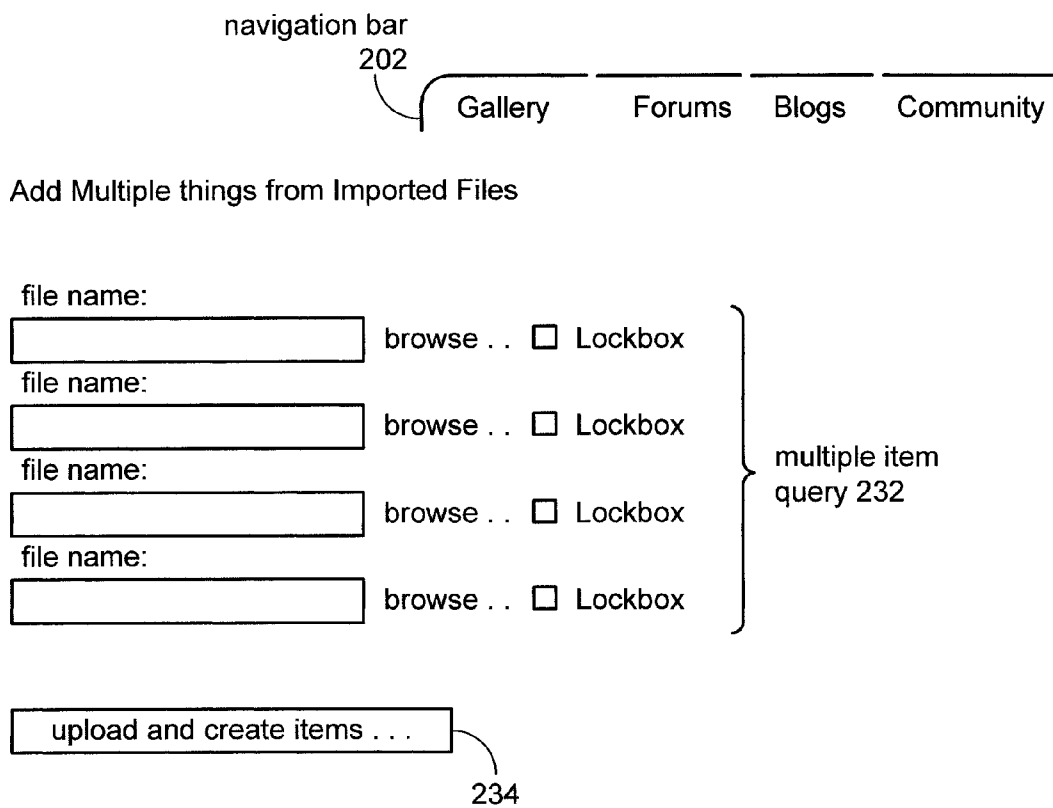 navigation bar
202
Gallery Forums Blogs Community
Add Multiple things from Imported Files
file name:
browse . . Lockbox
file name:
browse . . Lockbox
file name:
browse . . Lockbox
file name:
browse . . Lockbox
multiple item
query 232
upload and create items . . .
234